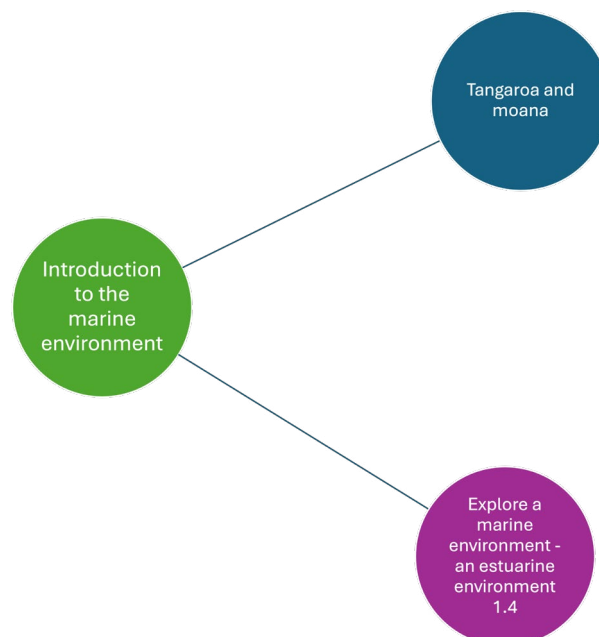 Tangaroa and
moana
Introduction
to the
marine
environment
Explore a
marine
environment -
an estuarine
environment
1.4